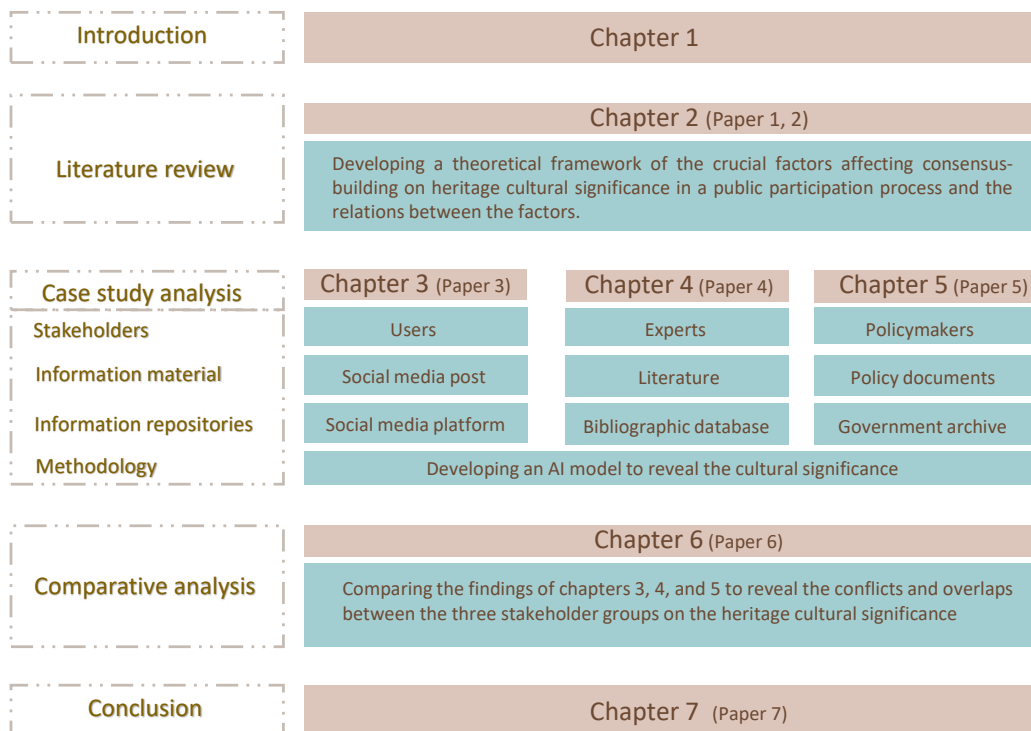 Introduction
Chapter 1
Literature review
Chapter 2 (Paper 1, 2)
Developing a theoretical framework of the crucial factors affecting consensus-
building on heritage cultural significance in a public participation process and the
relations between the factors.
Case study analysis
Chapter 3 (Paper 3)
Chapter 4 (Paper 4)
Chapter 5 (Paper 5)
Stakeholders
Users
Experts
Policymakers
Information material
Social media post
Literature
Policy documents
Information repositories
Social media platform
Bibliographic database
Government archive
Methodology
Developing an AI model to reveal the cultural significance
Comparative analysis
Chapter 6 (Paper 6)
Comparing the findings of chapters 3, 4, and 5 to reveal the conflicts and overlaps
between the three stakeholder groups on the heritage cultural significance
Conclusion
Chapter 7 (Paper 7)